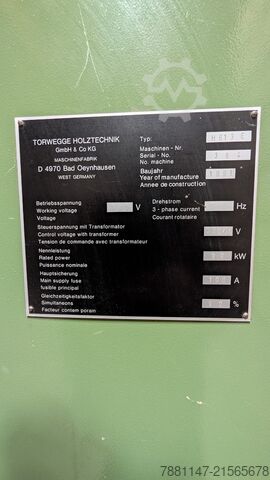 TORWEGGE HOLZTECHNIK
GmbH & Co KG
MASCHINENFABRIK
D 4970 Bad Oeynhausen
WEST GERMANY
Typ:
Maschinen - Nr.
Serial - No.
No. machine
Baujahr
Year of manufacture
Annee de construction
Betriebsspannung
Working voltage V
Voltage
Drehstrom
3 - phase current Hz
Courant rotataire
Steuerspannung mit Transformator
Control voltage with transformer V
Tension de commande avec transformateur
Nennleistung
Rated power kW
Puissance nominale
Hauptsicherung
Main supply fuse A
fusible principal
Gleichzeitigkeitsfaktor
Simultaneons %
Facteur contem porain
7881147-21565678